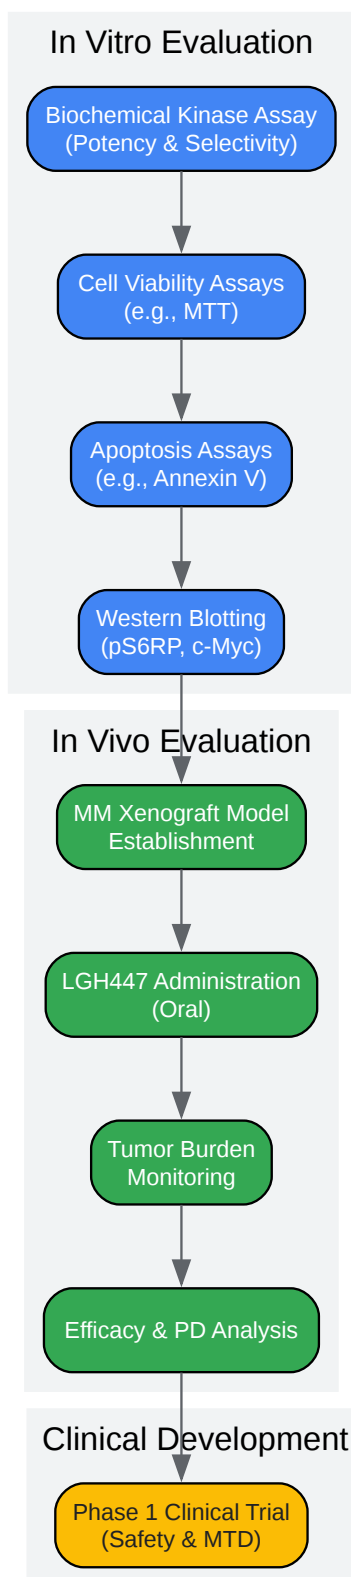 In Vitro Evaluation
Biochemical Kinase Assay
(Potency & Selectivity)
Cell Viability Assays
(e.g., MTT)
Apoptosis Assays
(e.g., Annexin V)
Western Blotting
(pS6RP, c-Myc)
In Vivo Evaluation
MM Xenograft Model
Establishment
LGH447 Administration
(Oral)
Tumor Burden
Monitoring
Efficacy & PD Analysis
Clinical Development
Phase 1 Clinical Trial
(Safety & MTD)